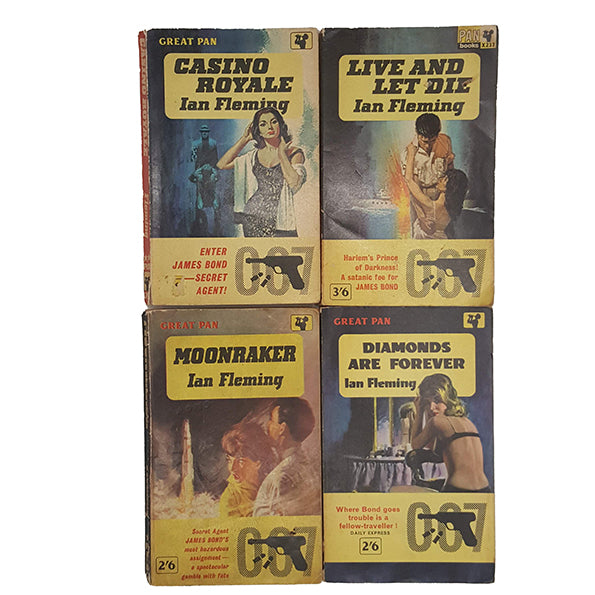 GREAT PAN
CASINO
ROYALE
Ian Fleming
ENTER
JAMES BOND
—SECRET
AGENT!
007
PAN
books
LIVE AND
LET DIE
Ian Fleming
Harlem's Prince
of Darkness!
A satanic foe for
JAMES BOND
3/6
007
GREAT PAN
MOONRAKER
Ian Fleming
Secret Agent
JAMES BOND'S
most hazardous
assignment—
a spectacular
gamble with fate
2/6
007
GREAT PAN
DIAMONDS
ARE FOREVER
Ian Fleming
Where Bond goes
trouble is a
fellow-traveller!
DAILY EXPRESS
2/6
007